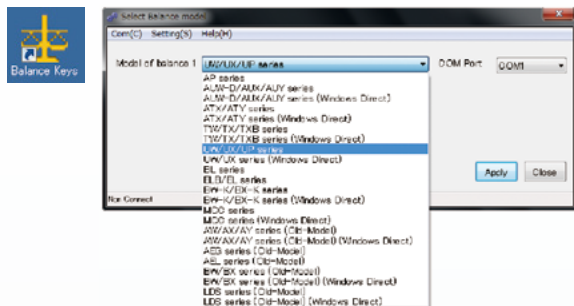 Balance Keys
Select Balance model
Com(C) Setting(S) Help(H)
Model of balance 1 UW/UX/UP series COM Port COM1
AP series
AUW-D/AUX/AUY series
AUW-D/AUX/AUY series (Windows Direct)
ATX/ATY series
ATX/ATY series (Windows Direct)
TW/TX/TXB series
TW/TX/TXB series (Windows Direct)
UW/UX/UP series
UW/UX series (Windows Direct)
EL series
ELB/EL series
BW-K/BX-K series
BW-K/BX-K series (Windows Direct)
MOC series
MOC series (Windows Direct)
AW/AX/AY series (Old-Model)
AW/AX/AY series (Old-Model) (Windows Direct)
AEG series (Old-Model)
AEL series (Old-Model)
BW/BX series (Old-Model)
BW/BX series (Old-Model) (Windows Direct)
LDS series (Old-Model)
LDS series (Old-Model) (Windows Direct)
Apply Close
Non Connect